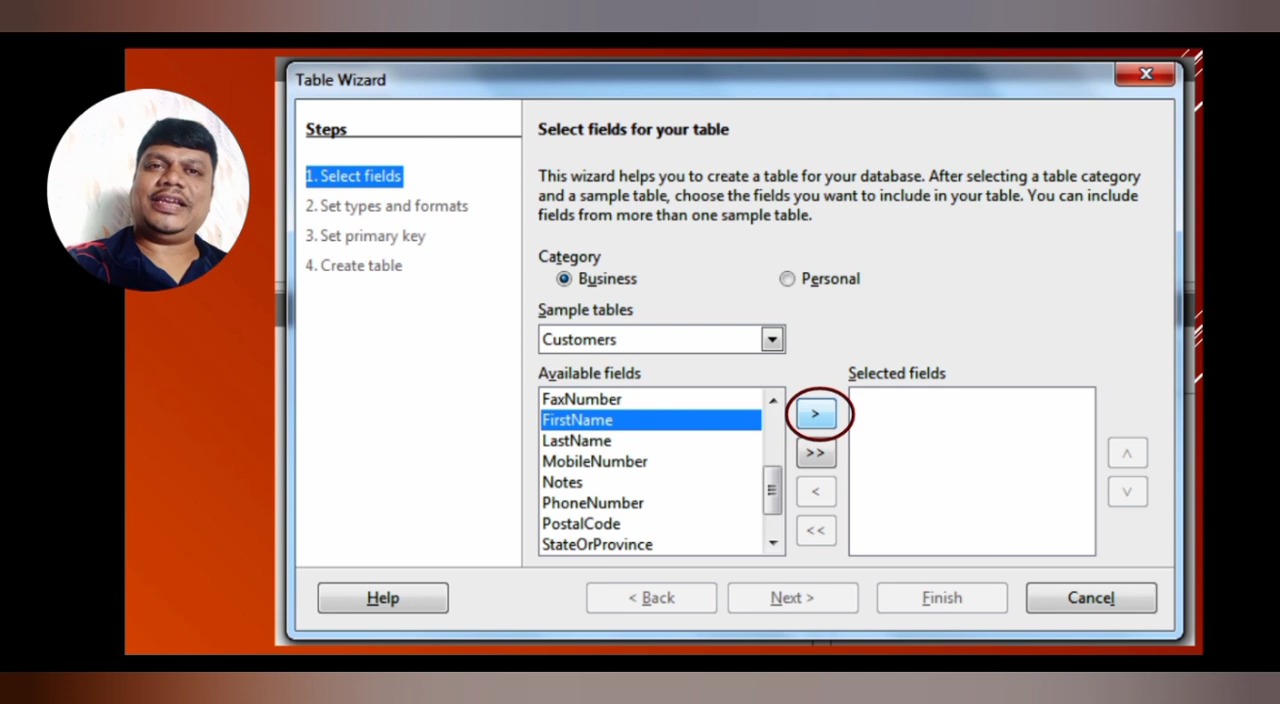 Table Wizard
Steps
1. Select fields
2. Set types and formats
3. Set primary key
4. Create table
Select fields for your table
This wizard helps you to create a table for your database. After selecting a table category
and a sample table, choose the fields you want to include in your table. You can include
fields from more than one sample table.
Category
Business
Personal
Sample tables
Customers
Available fields
FaxNumber
FirstName
LastName
MobileNumber
Notes
PhoneNumber
PostalCode
StateOrProvince
>
>>
<
<<
Selected fields
Help
< Back
Next >
Finish
Cancel